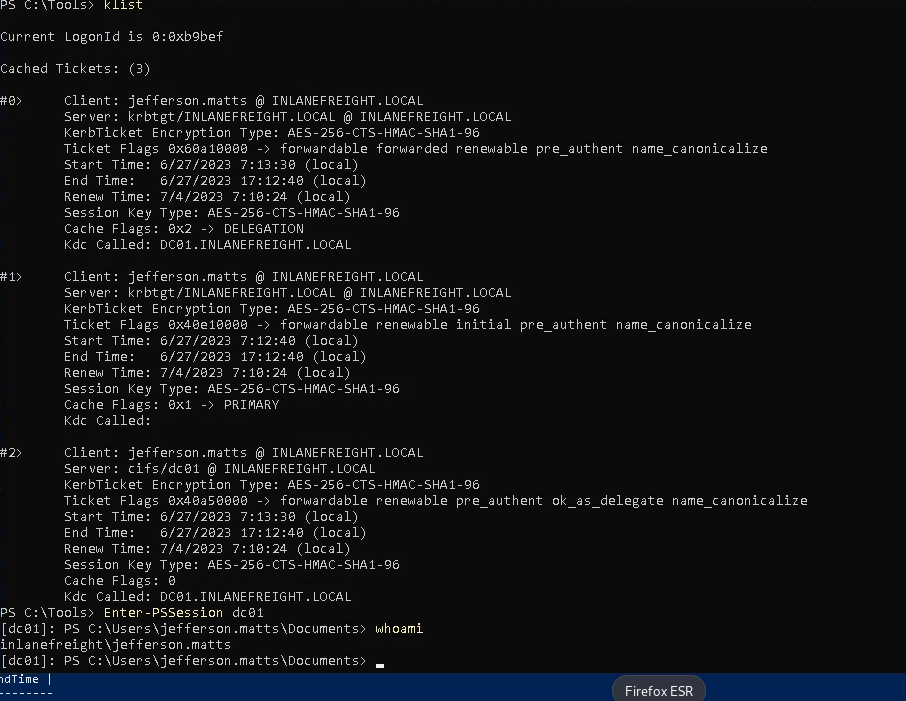 PS C:\Tools> klist
Current LogonId is 0:0xb9bef
Cached Tickets: (3)
#0> Client: jefferson.matts @ INLANEFREIGHT.LOCAL
Server: krbtgt/INLANEFREIGHT.LOCAL @ INLANEFREIGHT.LOCAL
KerbTicket Encryption Type: AES-256-CTS-HMAC-SHA1-96
Ticket Flags 0x60a10000 -> forwardable forwarded renewable pre_authent name_canonicalize
Start Time: 6/27/2023 7:13:30 (local)
End Time: 6/27/2023 17:12:40 (local)
Renew Time: 7/4/2023 7:10:24 (local)
Session Key Type: AES-256-CTS-HMAC-SHA1-96
Cache Flags: 0x2 -> DELEGATION
Kdc Called: DC01.INLANEFREIGHT.LOCAL
#1> Client: jefferson.matts @ INLANEFREIGHT.LOCAL
Server: krbtgt/INLANEFREIGHT.LOCAL @ INLANEFREIGHT.LOCAL
KerbTicket Encryption Type: AES-256-CTS-HMAC-SHA1-96
Ticket Flags 0x40e10000 -> forwardable renewable initial pre_authent name_canonicalize
Start Time: 6/27/2023 7:12:40 (local)
End Time: 6/27/2023 17:12:40 (local)
Renew Time: 7/4/2023 7:10:24 (local)
Session Key Type: AES-256-CTS-HMAC-SHA1-96
Cache Flags: 0x1 -> PRIMARY
Kdc Called:
#2> Client: jefferson.matts @ INLANEFREIGHT.LOCAL
Server: cifs/dc01 @ INLANEFREIGHT.LOCAL
KerbTicket Encryption Type: AES-256-CTS-HMAC-SHA1-96
Ticket Flags 0x40a50000 -> forwardable renewable pre_authent ok_as_delegate name_canonicalize
Start Time: 6/27/2023 7:13:30 (local)
End Time: 6/27/2023 17:12:40 (local)
Renew Time: 7/4/2023 7:10:24 (local)
Session Key Type: AES-256-CTS-HMAC-SHA1-96
Cache Flags: 0
Kdc Called: DC01.INLANEFREIGHT.LOCAL
PS C:\Tools> Enter-PSSession dc01
[dc01]: PS C:\Users\jefferson.matts\Documents> whoami
inlanefreight\jefferson.matts
[dc01]: PS C:\Users\jefferson.matts\Documents> _
ndTime |
--------
Firefox ESR